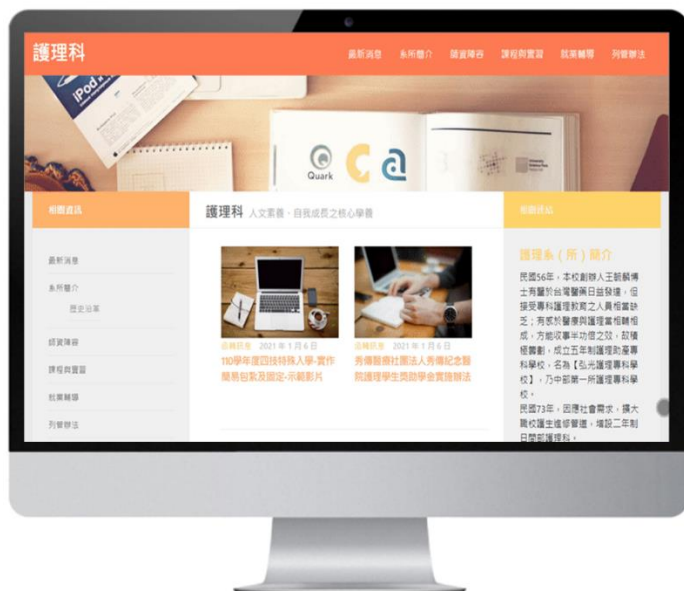 護理科
最新消息 系所簡介 師資陣容 課程與實習 就業輔導 列管辦法
iPod
Quark
C a
相關資訊
最新消息
系所簡介
歷史沿革
師資陣容
課程與實習
就業輔導
列管辦法
護理科 人文素養、自我成長之核心學養
2021 年 1 月 6 日
110學年度四技特殊入學-實作
簡易包紮及固定-示範影片
2021 年 1 月 6 日
秀傳醫療社團法人秀傳紀念醫
院護理學生獎助學金實施辦法
護理系(所)簡介
民國56年,本校創辦人王毓麟博
士有鑒於台灣醫藥日益發達,但
接受專科護理教育之人員相當缺
乏;有感於醫療與護理當相輔相
成,方能收事半功倍之效,故積
極籌劃,成立五年制護理助產專
科學校,名為【弘光護理專科學
校】,乃中部第一所護理專科學
校。
民國73年,因應社會需求,擴大
職校護生進修管道,增設二年制
日間部護理科。